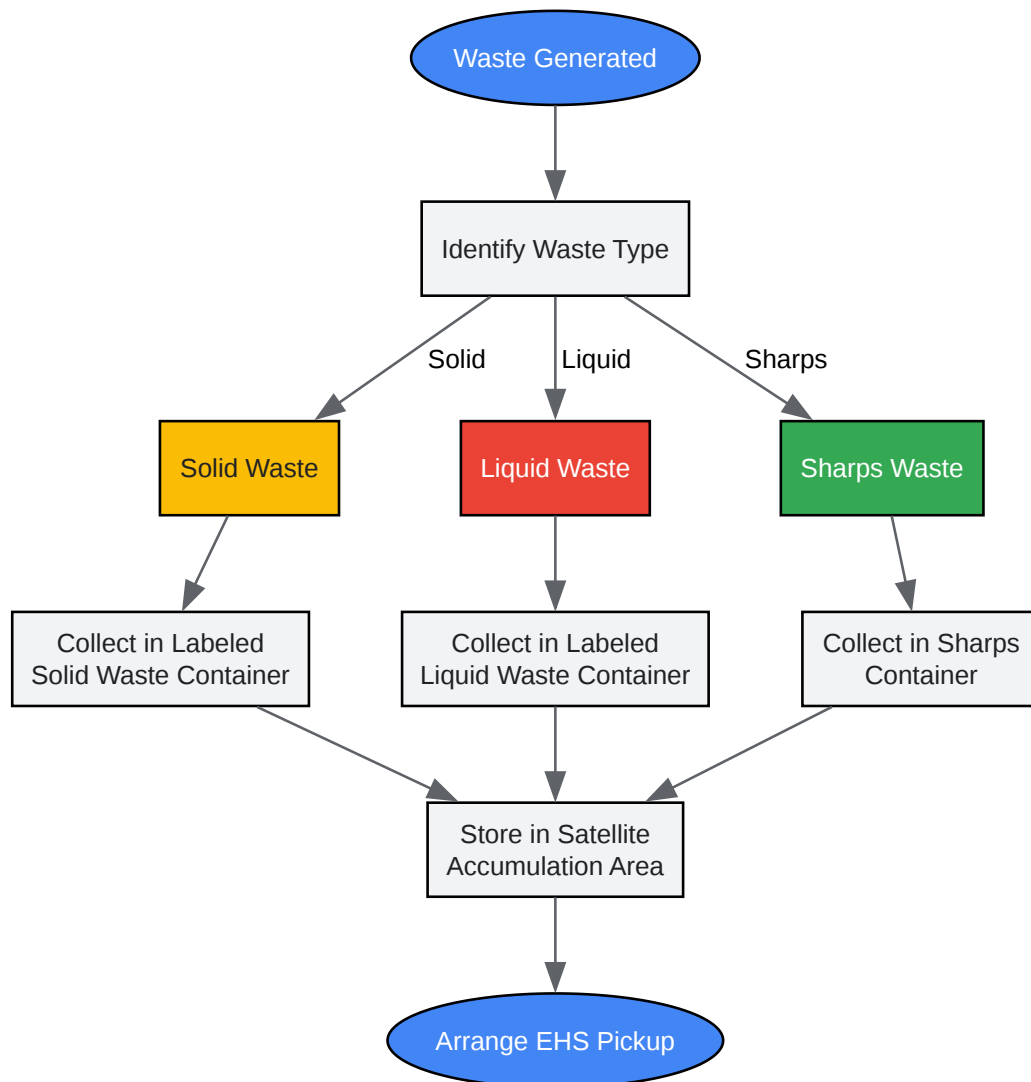 Waste Generated
Identify Waste Type
Solid
Liquid
Sharps
Solid Waste
Liquid Waste
Sharps Waste
Collect in Labeled
Solid Waste Container
Collect in Labeled
Liquid Waste Container
Collect in Sharps
Container
Store in Satellite
Accumulation Area
Arrange EHS Pickup